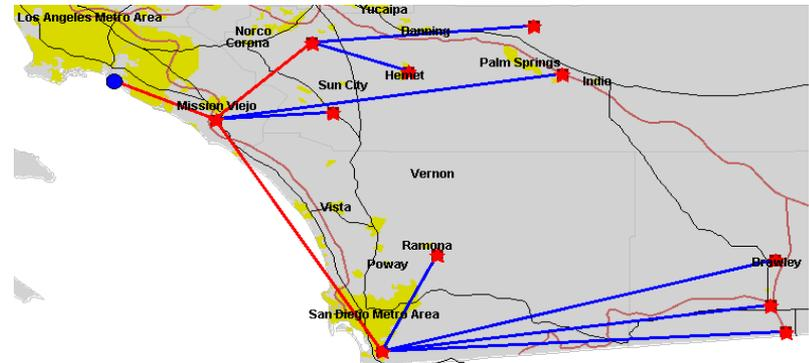 Yucaipa
Los Angeles Metro Area
Norco
Banning
Corona
Palm Springs
Hemet
Indio
Sun City
Mission Viejo
Vernon
Vista
Ramona
Poway
Brawley
San Diego Metro Area